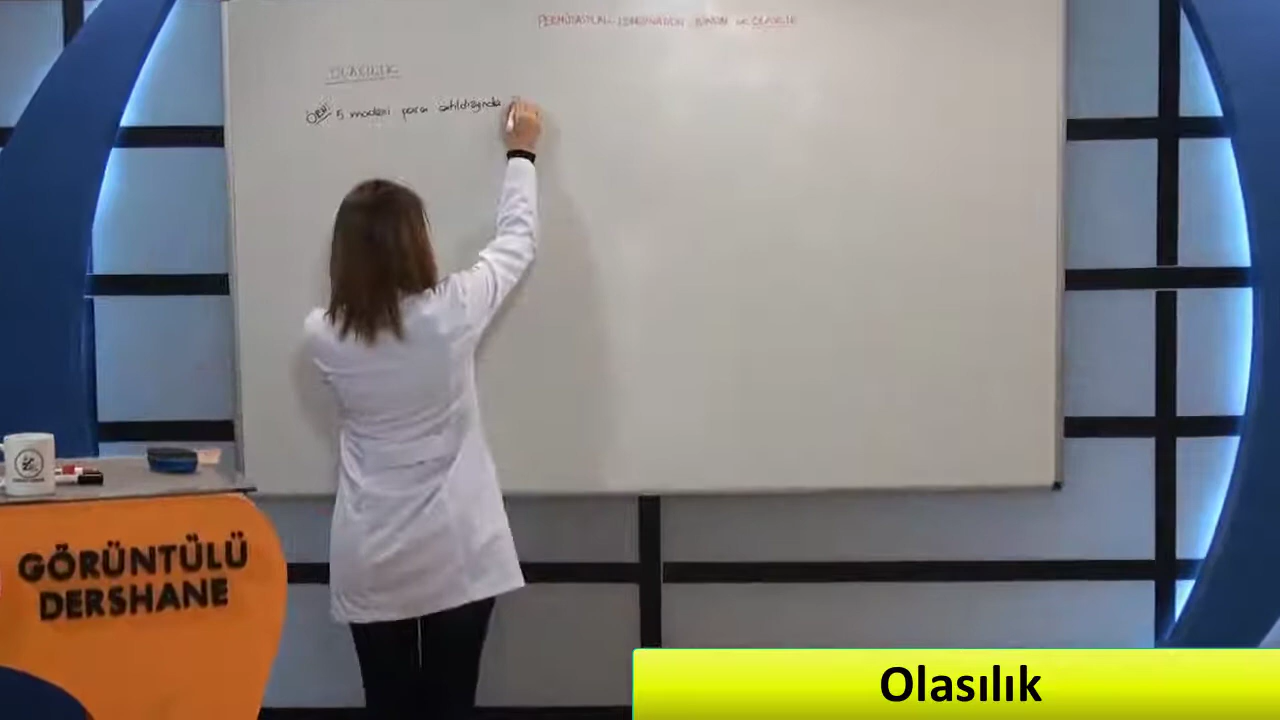 PERMÜTASYON - KOMBİNASYON BİNOM ve OLASILIK
OLASILIK
Örn: 5 madeni para atıldığında
GÖRÜNTÜLÜ
DERSHANE
Olasılık